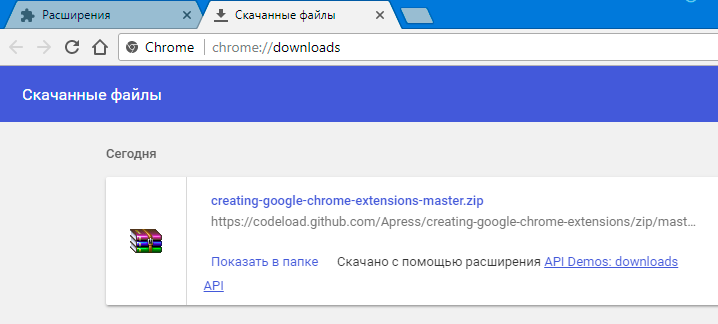 Расширения
Скачанные файлы
Chrome
chrome://downloads
Скачанные файлы
Сегодня
creating-google-chrome-extensions-master.zip
https://codeload.github.com/Apress/creating-google-chrome-extensions/zip/mast…
Показать в папке Скачано с помощью расширения API Demos: downloads
API